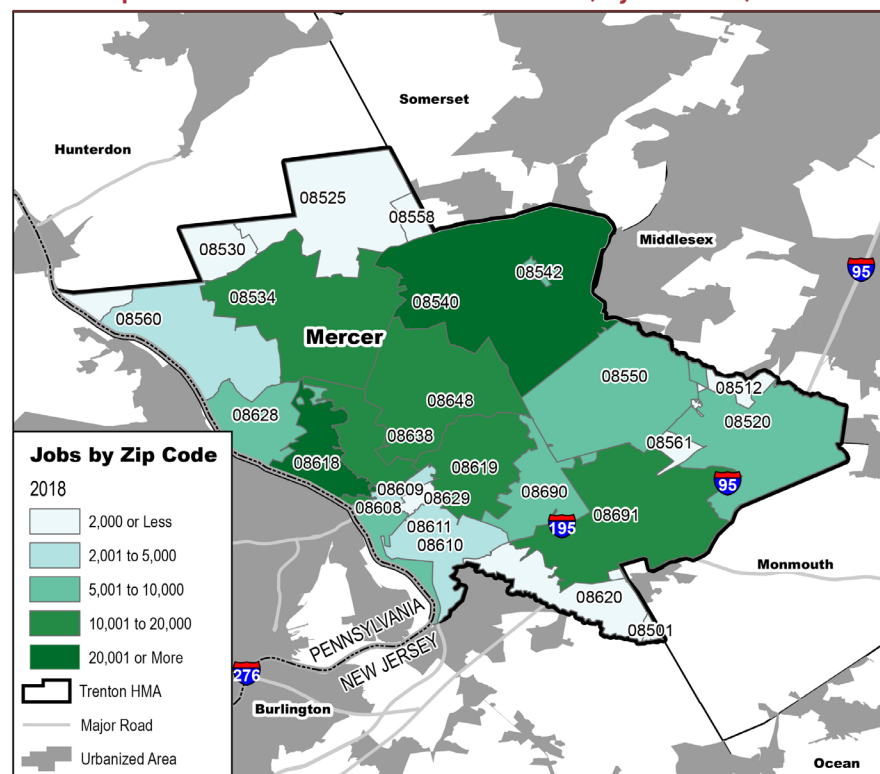 Somerset
Hunterdon
08525
08558
08530
Middlesex
95
08542
08534
08540
08560
Mercer
08550
08512
08648
08628
08520
08638
08561
08618
08619
95
08609
08690
08629
08608
195
08691
08611
08610
Monmouth
08620
08501
PENNSYLVANIA
NEW JERSEY
276
Burlington
Ocean
Jobs by Zip Code
2018
2,000 or Less
2,001 to 5,000
5,001 to 10,000
10,001 to 20,000
20,001 or More
Trenton HMA
Major Road
Urbanized Area